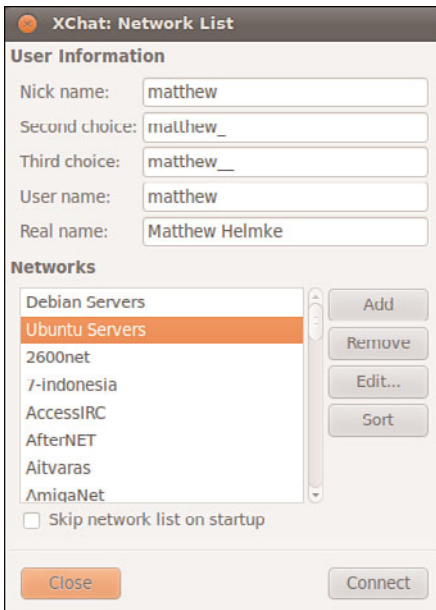 XChat: Network List
User Information
Nick name: matthew
Second choice: matthew_
Third choice: matthew__
User name: matthew
Real name: Matthew Helmke
Networks
Debian Servers
Ubuntu Servers
2600net
7-indonesia
AccessIRC
AfterNET
Aitvaras
AmigaNet
Add
Remove
Edit...
Sort
Skip network list on startup
Close
Connect